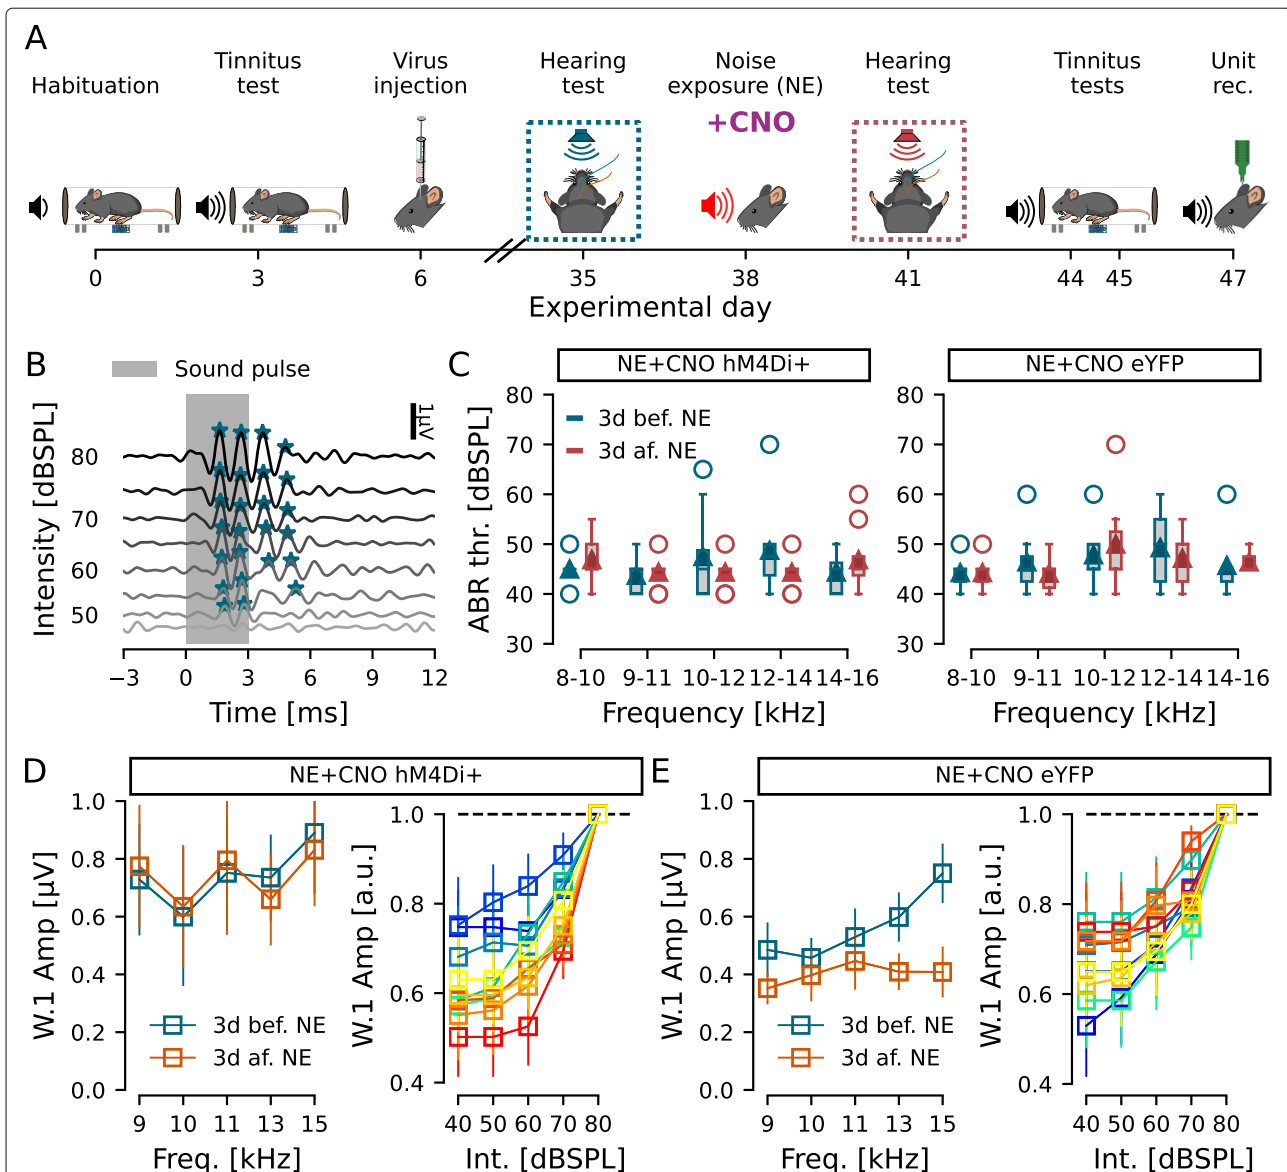 A
Habituation
Tinnitus
test
Virus
injection
Hearing
test
Noise
exposure (NE)
+CNO
Hearing
test
Tinnitus
tests
Unit
rec.
0 3 6 35 38 41 44 45 47
Experimental day
B
Sound pulse
1µV
Intensity [dBSPL]
80
70
60
50
−3 0 3 6 9 12
Time [ms]
C
NE+CNO hM4Di+
3d bef. NE
3d af. NE
ABR thr. [dBSPL]
80
70
60
50
40
30
8-10 9-11 10-12 12-14 14-16
Frequency [kHz]
NE+CNO eYFP
80
70
60
50
40
30
8-10 9-11 10-12 12-14 14-16
Frequency [kHz]
D
NE+CNO hM4Di+
W.1 Amp [µV]
1.0
0.8
0.6
0.4
0.2
0.0
3d bef. NE
3d af. NE
9 10 11 13 15
Freq. [kHz]
W.1 Amp [a.u.]
1.0
0.8
0.6
0.4
40 50 60 70 80
Int. [dBSPL]
E
NE+CNO eYFP
W.1 Amp [µV]
1.0
0.8
0.6
0.4
0.2
0.0
3d bef. NE
3d af. NE
9 10 11 13 15
Freq. [kHz]
W.1 Amp [a.u.]
1.0
0.8
0.6
0.4
40 50 60 70 80
Int. [dBSPL]